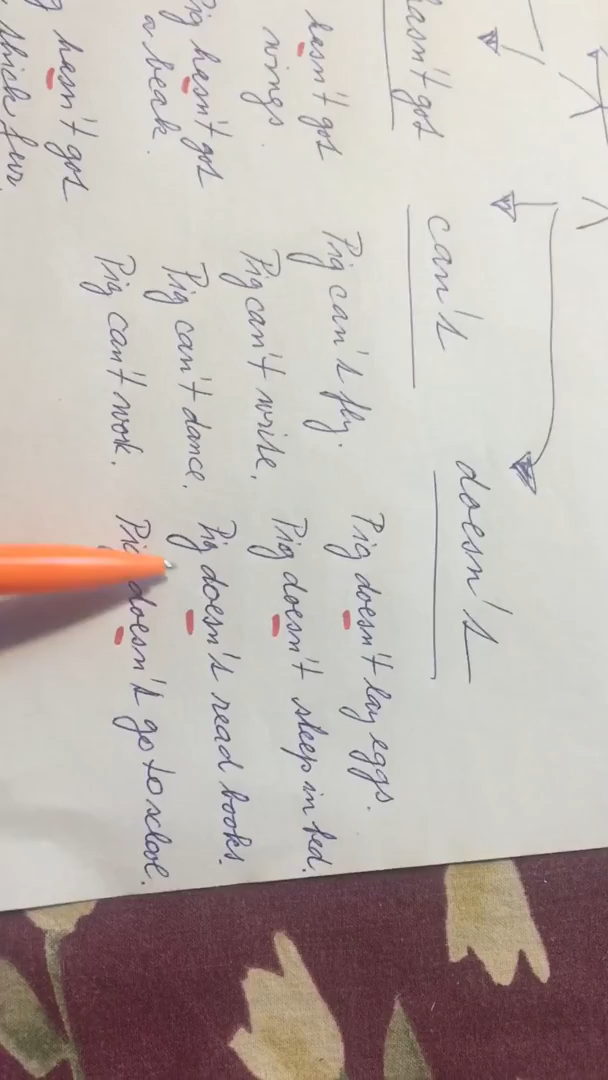 hasn't got
hasn't got
wings.
Pig hasn't got
a beak.
hasn't got
thick fur.
can't
Pig can't fly.
Pig can't write.
Pig can't dance.
Pig can't work.
doesn't
Pig doesn't lay eggs.
Pig doesn't sleep in bed.
Pig doesn't read books.
Pig doesn't go to sclool.